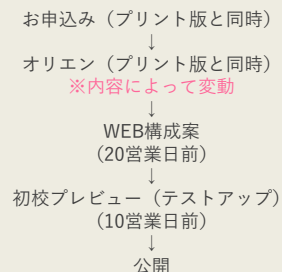 お申込み（プリント版と同時）
↓
オリエン（プリント版と同時）
※内容によって変動
↓
WEB構成案
（20営業日前）
↓
初校プレビュー（テストアップ）
（10営業日前）
↓
公開